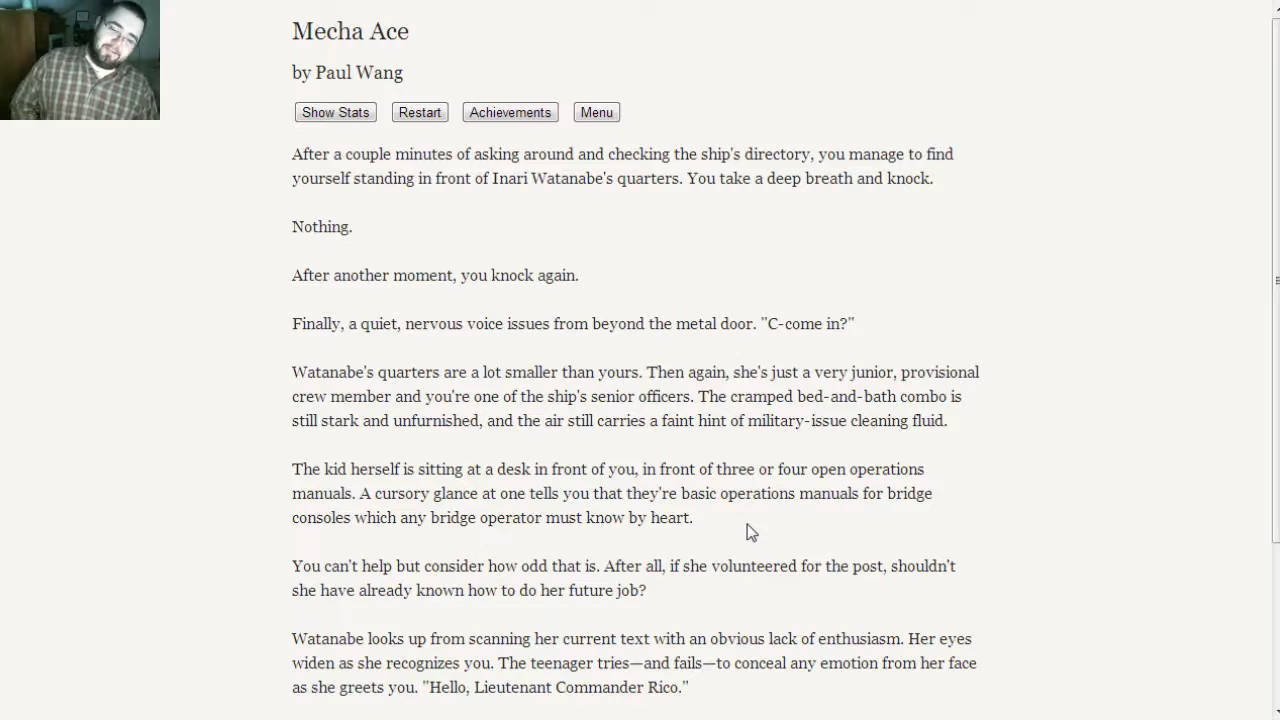 Mecha Ace
by Paul Wang
Show Stats Restart Achievements Menu
After a couple minutes of asking around and checking the ship's directory, you manage to find
yourself standing in front of Inari Watanabe's quarters. You take a deep breath and knock.
Nothing.
After another moment, you knock again.
Finally, a quiet, nervous voice issues from beyond the metal door. "C-come in?"
Watanabe's quarters are a lot smaller than yours. Then again, she's just a very junior, provisional
crew member and you're one of the ship's senior officers. The cramped bed-and-bath combo is
still stark and unfurnished, and the air still carries a faint hint of military-issue cleaning fluid.
The kid herself is sitting at a desk in front of you, in front of three or four open operations
manuals. A cursory glance at one tells you that they're basic operations manuals for bridge
consoles which any bridge operator must know by heart.
You can't help but consider how odd that is. After all, if she volunteered for the post, shouldn't
she have already known how to do her future job?
Watanabe looks up from scanning her current text with an obvious lack of enthusiasm. Her eyes
widen as she recognizes you. The teenager tries—and fails—to conceal any emotion from her face
as she greets you. "Hello, Lieutenant Commander Rico."